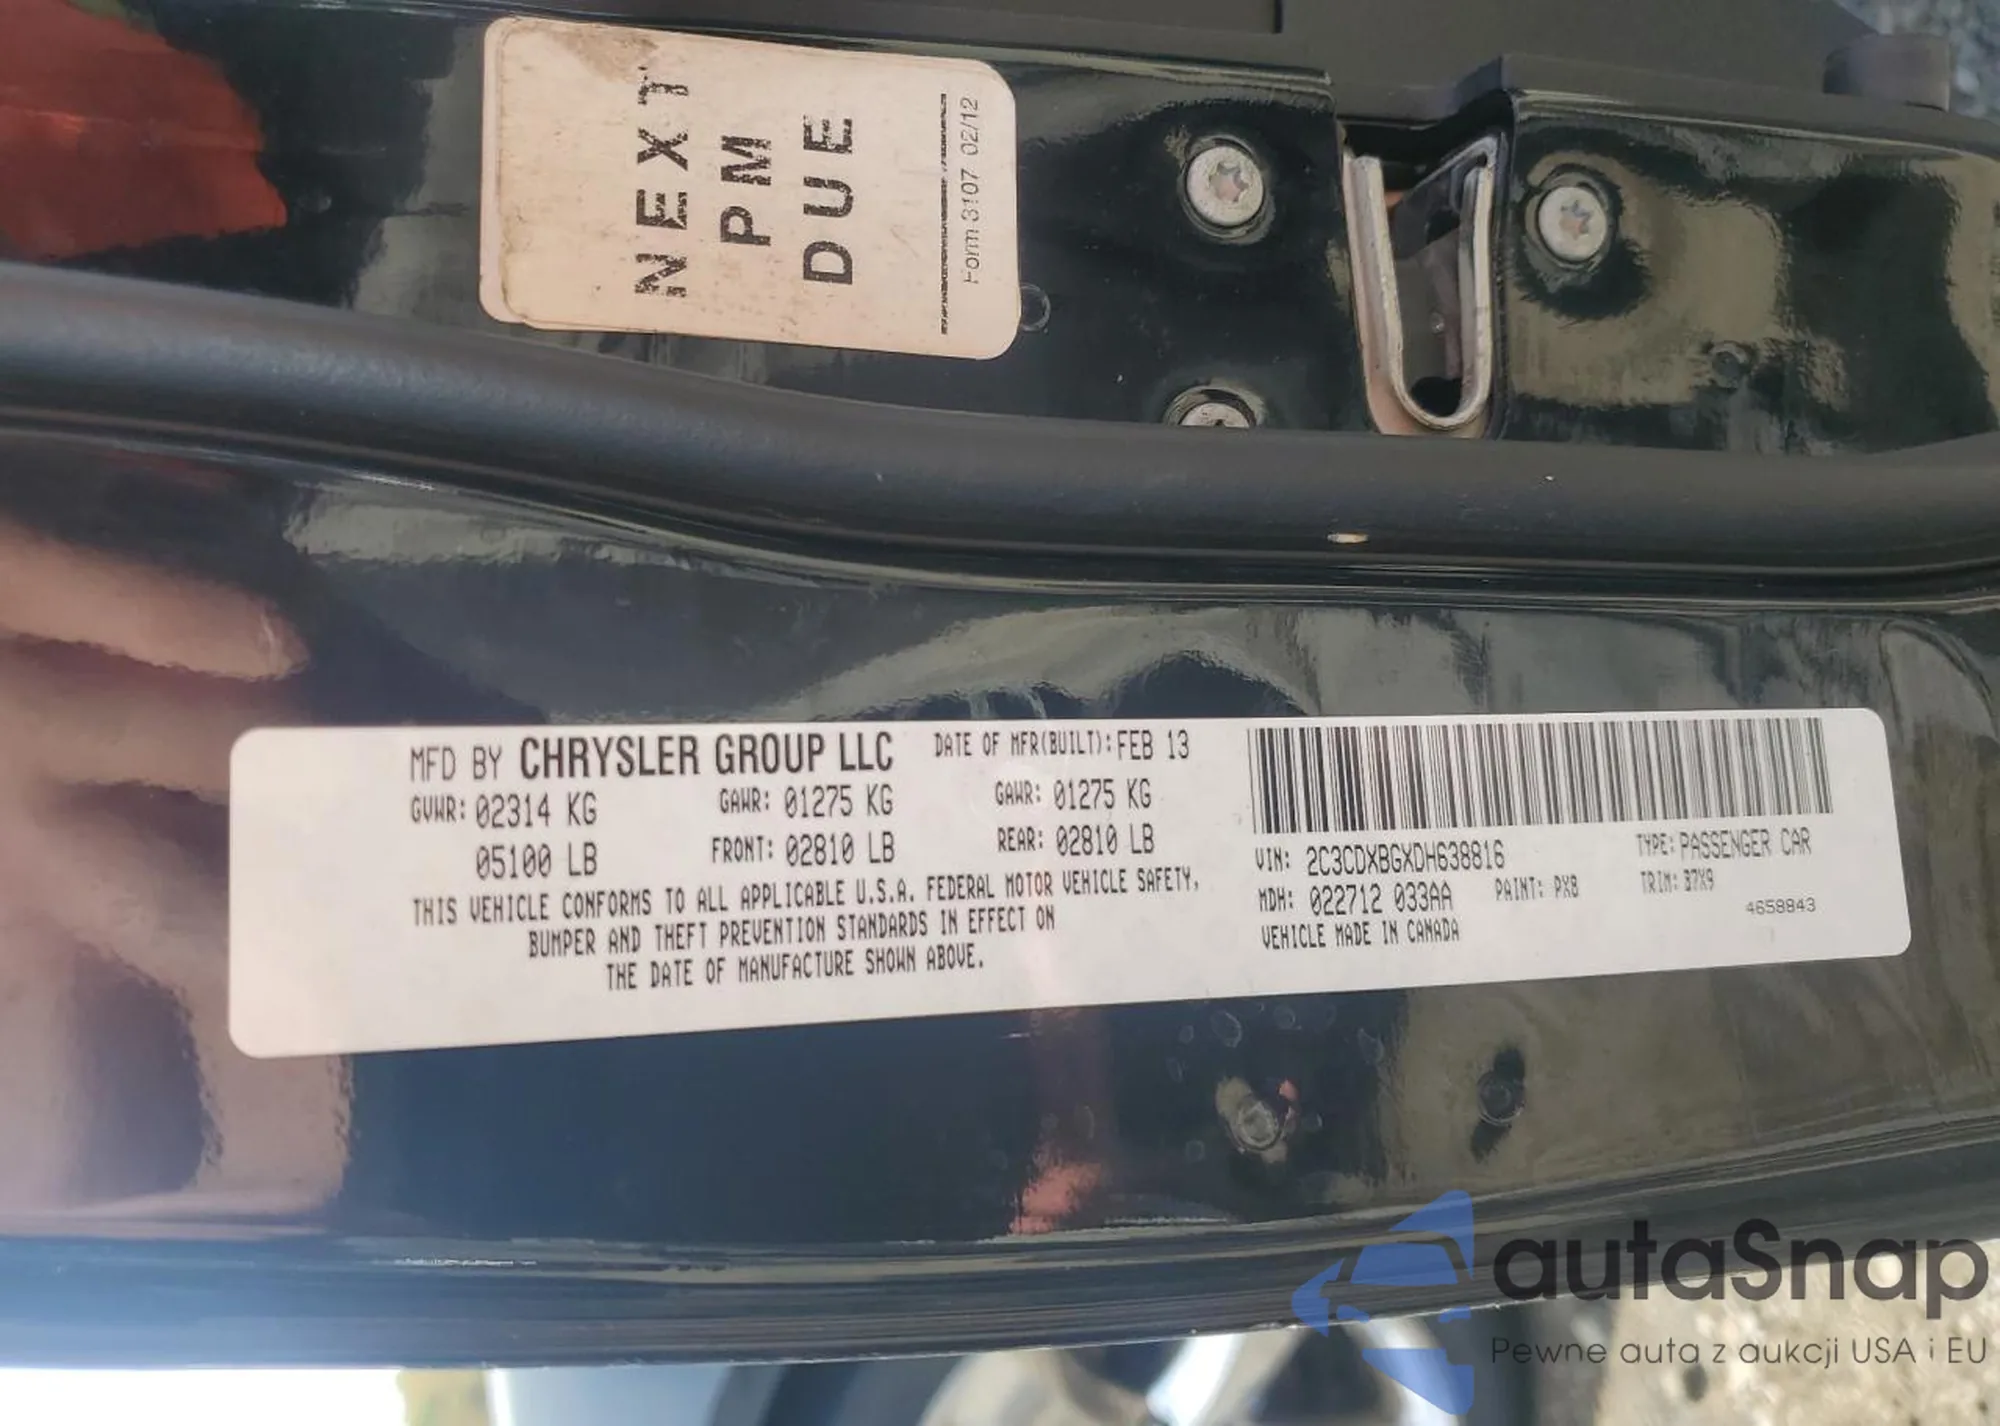 NEXT
PM
DUE
Form 3107 02/12
MFD BY CHRYSLER GROUP LLC DATE OF MFR(BUILT): FEB 13
GVWR: 02314 KG GAWR: 01275 KG GAWR: 01275 KG
05100 LB FRONT: 02810 LB REAR: 02810 LB
THIS VEHICLE CONFORMS TO ALL APPLICABLE U.S.A. FEDERAL MOTOR VEHICLE SAFETY,
BUMPER AND THEFT PREVENTION STANDARDS IN EFFECT ON
THE DATE OF MANUFACTURE SHOWN ABOVE.
VIN: 2C3CDXBGXDH638816 TYPE: PASSENGER CAR
MDH: 022712 033AA PAINT: PX8 TRIM: B7X9
VEHICLE MADE IN CANADA 4658843
autaSnap
Pewne auta z aukcji USA i EU